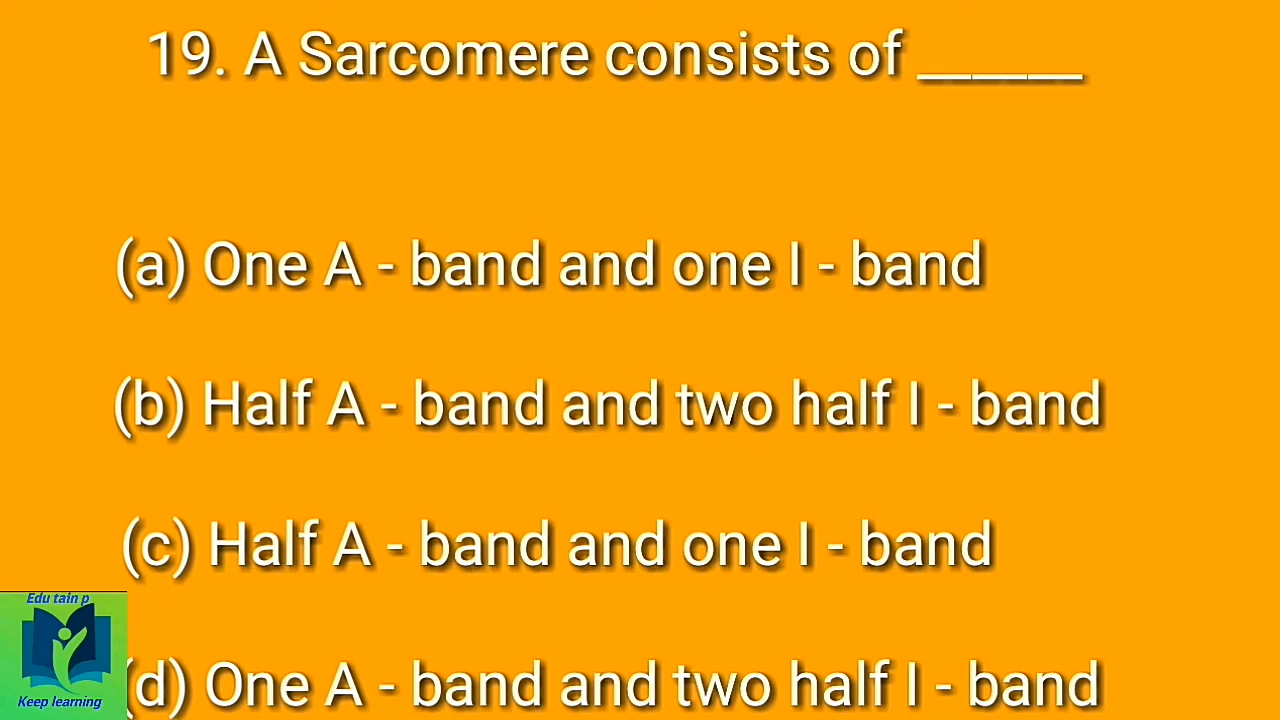 19. A Sarcomere consists of ______
(a) One A - band and one I - band
(b) Half A - band and two half I - band
(c) Half A - band and one I - band
(d) One A - band and two half I - band
Edu tain p
Keep learning